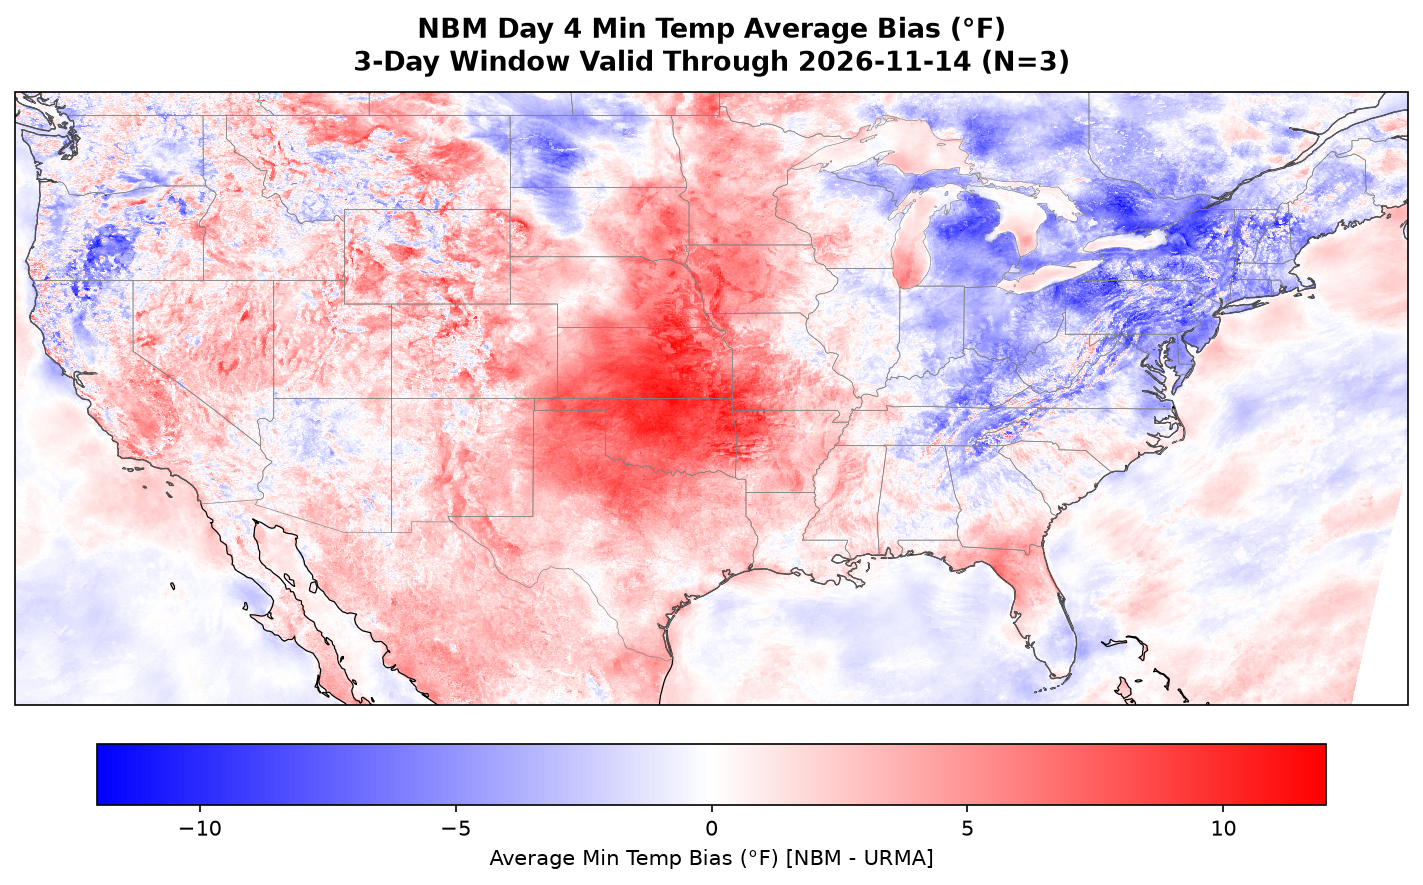 NBM Day 4 Min Temp Average Bias (°F)
3-Day Window Valid Through 2026-11-14 (N=3)
−10 −5 0 5 10
Average Min Temp Bias (°F) [NBM - URMA]